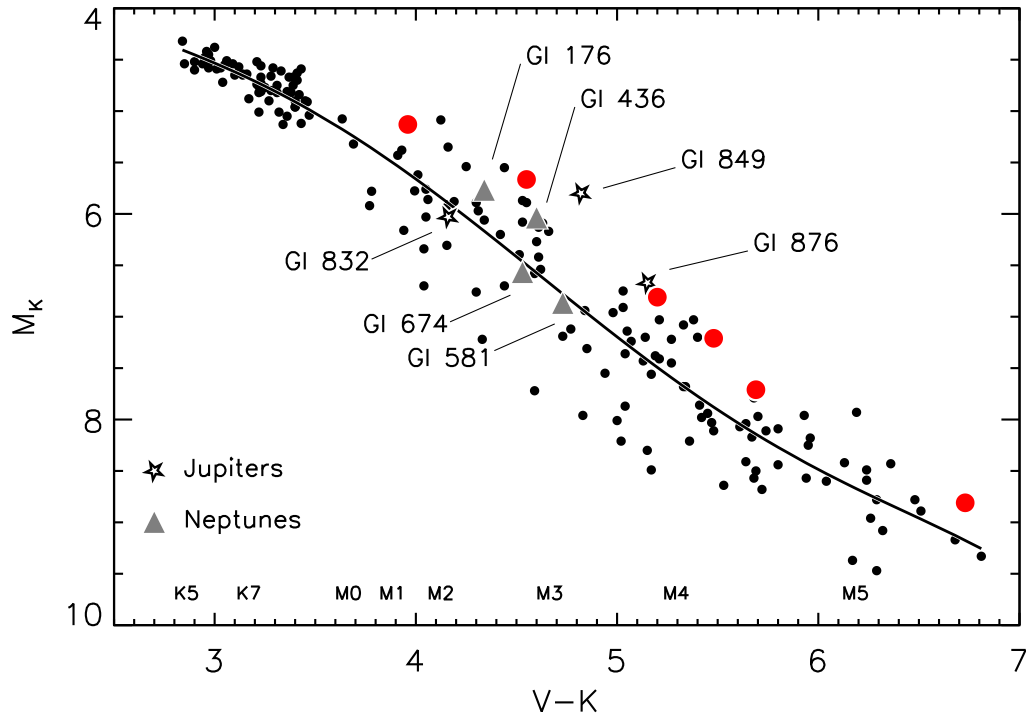 4
6
8
10
M_K
Gl 176
Gl 436
Gl 849
Gl 876
Gl 832
Gl 674
Gl 581
Jupiters
Neptunes
K5 K7 M0 M1 M2 M3 M4 M5
3 4 5 6 7
V−K